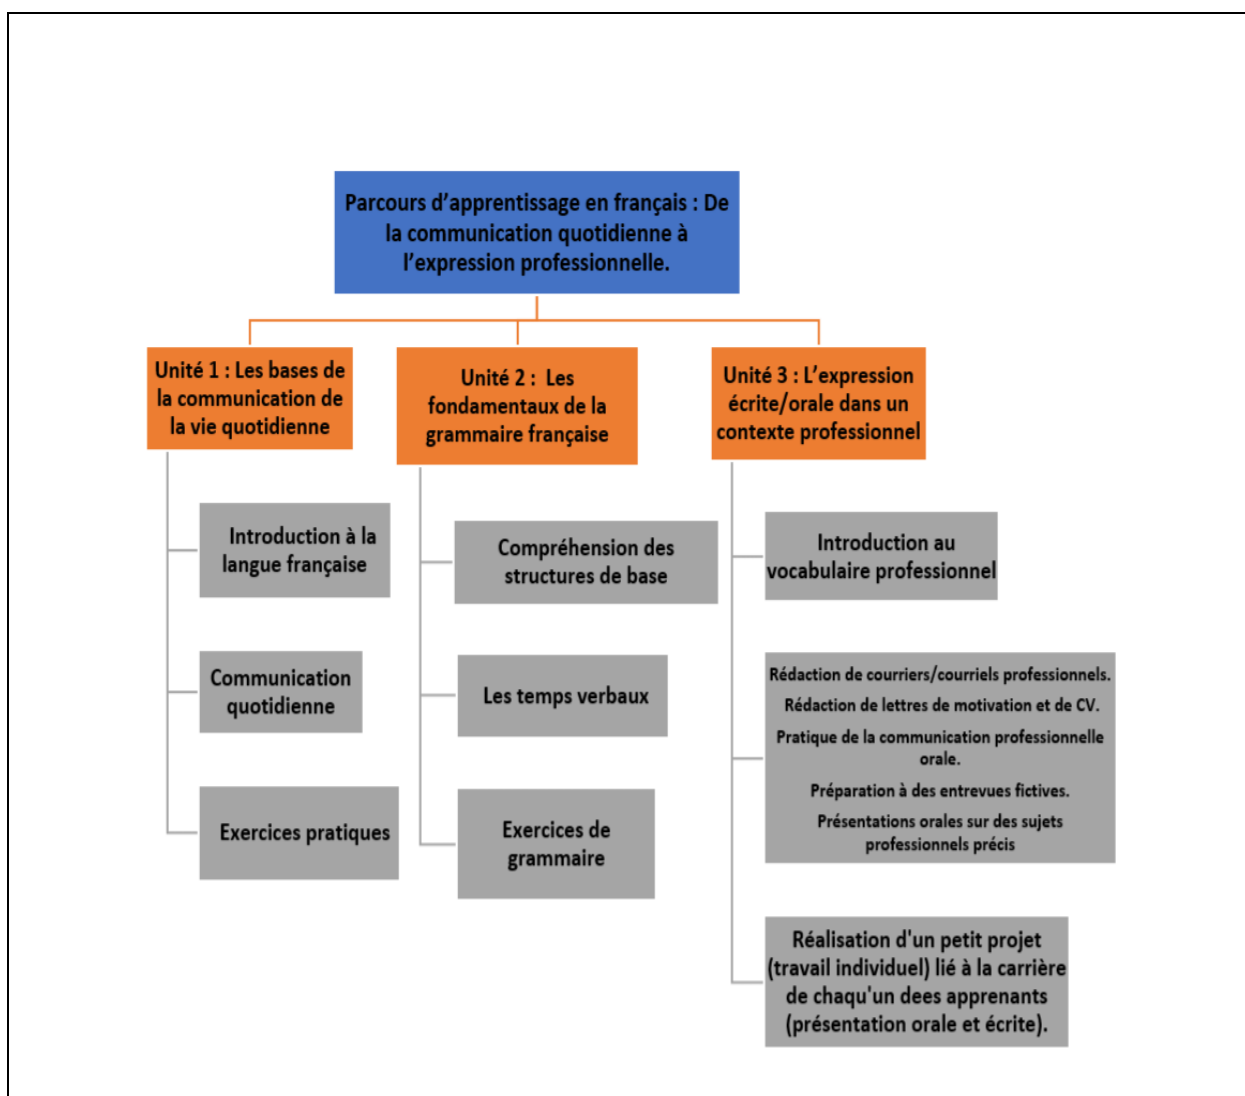 Parcours d’apprentissage en français : De
la communication quotidienne à
l’expression professionnelle.
Unité 1 : Les bases de
la communication de
la vie quotidienne
Introduction à la
langue française
Communication
quotidienne
Exercices pratiques
Unité 2 : Les
fondamentaux de la
grammaire française
Compréhension des
structures de base
Les temps verbaux
Exercices de
grammaire
Unité 3 : L’expression
écrite/orale dans un
contexte professionnel
Introduction au
vocabulaire professionnel
Rédaction de courriers/courriels professionnels.
Rédaction de lettres de motivation et de CV.
Pratique de la communication professionnelle
orale.
Préparation à des entrevues fictives.
Présentations orales sur des sujets
professionnels précis
Réalisation d'un petit projet
(travail individuel) lié à la carrière
de chaqu'un dees apprenants
(présentation orale et écrite).